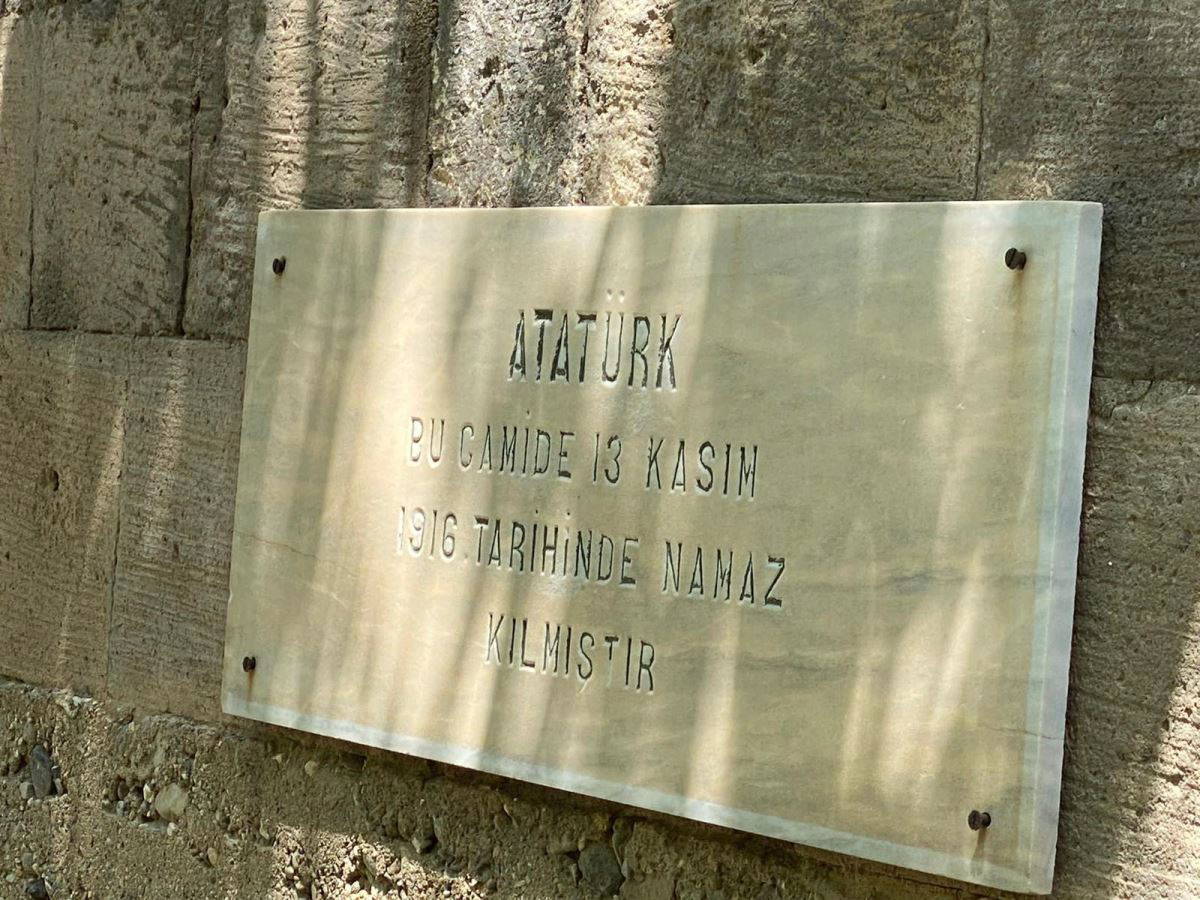 ATATÜRK
BU CAMİDE 13 KASIM
1916.TARİHİNDE NAMAZ
KILMIŞTIR